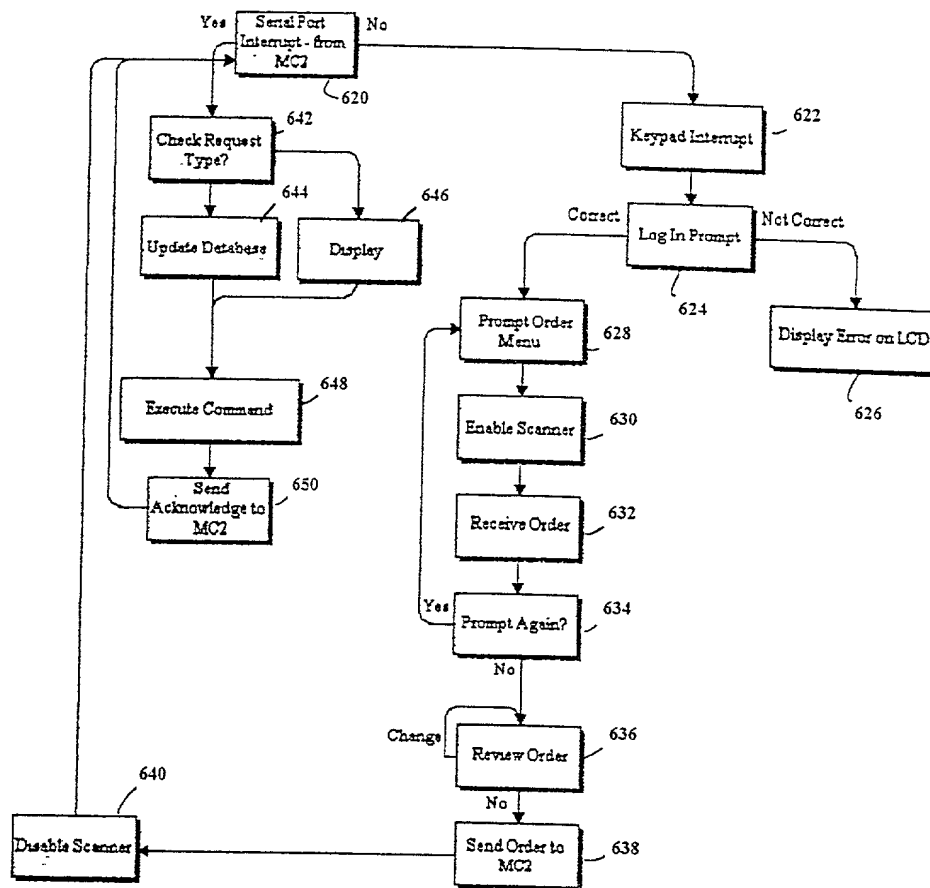 Yes
Serial Port
Interrupt - from
MC2
No
620
642
Check Request
Type?
622
Keypad Interrupt
644
646
Update Database
Display
Correct
Log In Prompt
Not Correct
624
Prompt Order
Menu
628
Display Error on LCD
626
648
Execute Command
Enable Scanner
630
Send
Acknowledge to
MC2
650
Receive Order
632
Yes
Prompt Again?
634
No
Change
Review Order
636
640
No
Disable Scanner
Send Order to
MC2
638